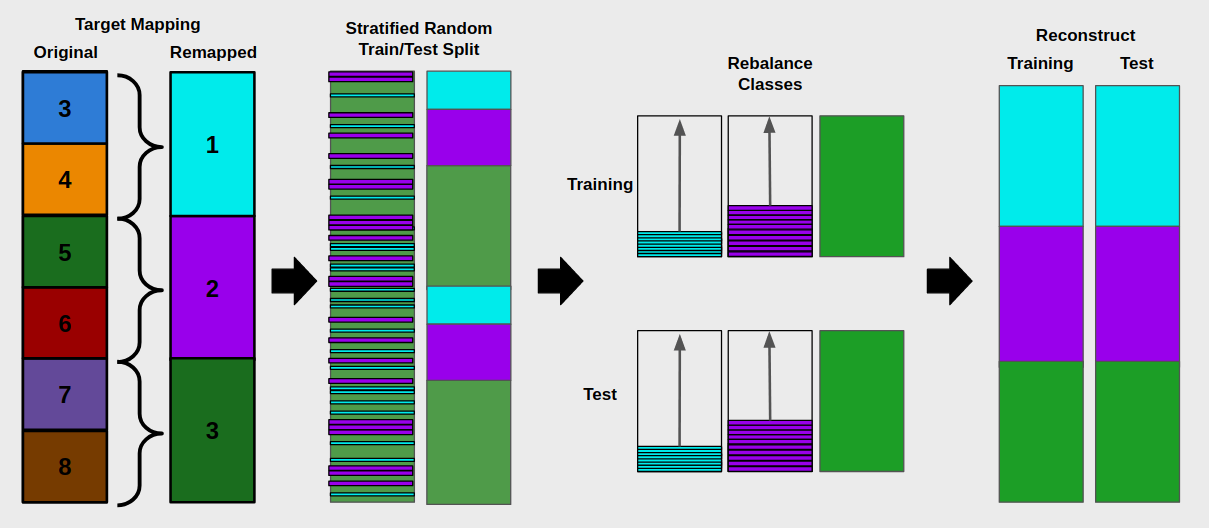 Target Mapping
Original
Remapped
3
4
5
6
7
8
1
2
3
Stratified Random
Train/Test Split
Rebalance
Classes
Training
Test
Reconstruct
Training
Test